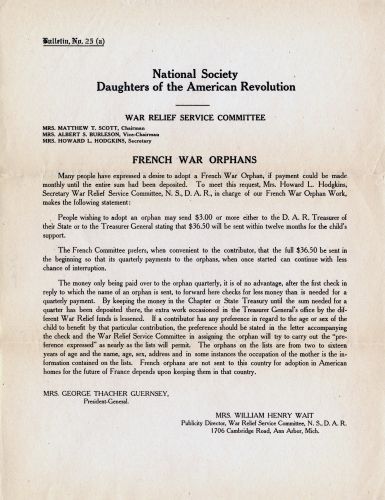 Bulletin, No. 25 (a)
National Society
Daughters of the American Revolution
WAR RELIEF SERVICE COMMITTEE
MRS. MATTHEW T. SCOTT, Chairman
MRS. ALBERT S. BURLESON, Vice-Chairman
MRS. HOWARD L. HODGKINS, Secretary
FRENCH WAR ORPHANS
Many people have expressed a desire to adopt a French War Orphan, if payment could be made
monthly until the entire sum had been deposited. To meet this request, Mrs. Howard L. Hodgkins,
Secretary War Relief Service Committee, N. S., D. A. R., in charge of our French War Orphan Work,
makes the following statement:
People wishing to adopt an orphan may send $3.00 or more either to the D. A. R. Treasurer of
their State or to the Treasurer General stating that $36.50 will be sent within twelve months for the child's
support.
The French Committee prefers, when convenient to the contributor, that the full $36.50 be sent in
the beginning so that its quarterly payments to the orphans, when once started can continue with less
chance of interruption.
The money only being paid over to the orphan quarterly, it is of no advantage, after the first check in
reply to which the name of an orphan is sent, to forward here checks for less money than is needed for a
quarterly payment. By keeping the money in the Chapter or State Treasury until the sum needed for a
quarter has been deposited there, the extra work occasioned in the Treasurer General's office by the dif-
ferent War Relief funds is lessened. If a contributor has any preference in regard to the age or sex of the
child to benefit by that particular contribution, the preference should be stated in the letter accompanying
the check and the War Relief Service Committee in assigning the orphan will try to carry out the "pre-
ference expressed" as nearly as the lists will permit. The orphans on the lists are from two to sixteen
years of age and the name, age, sex, address and in some instances the occupation of the mother is the in-
formation contained on the lists. French orphans are not sent to this country for adoption in American
homes for the future of France depends upon keeping them in that country.
MRS. GEORGE THACHER GUERNSEY,
President-General.
MRS. WILLIAM HENRY WAIT
Publicity Director, War Relief Service Committee, N. S., D. A. R.
1706 Cambridge Road, Ann Arbor, Mich.